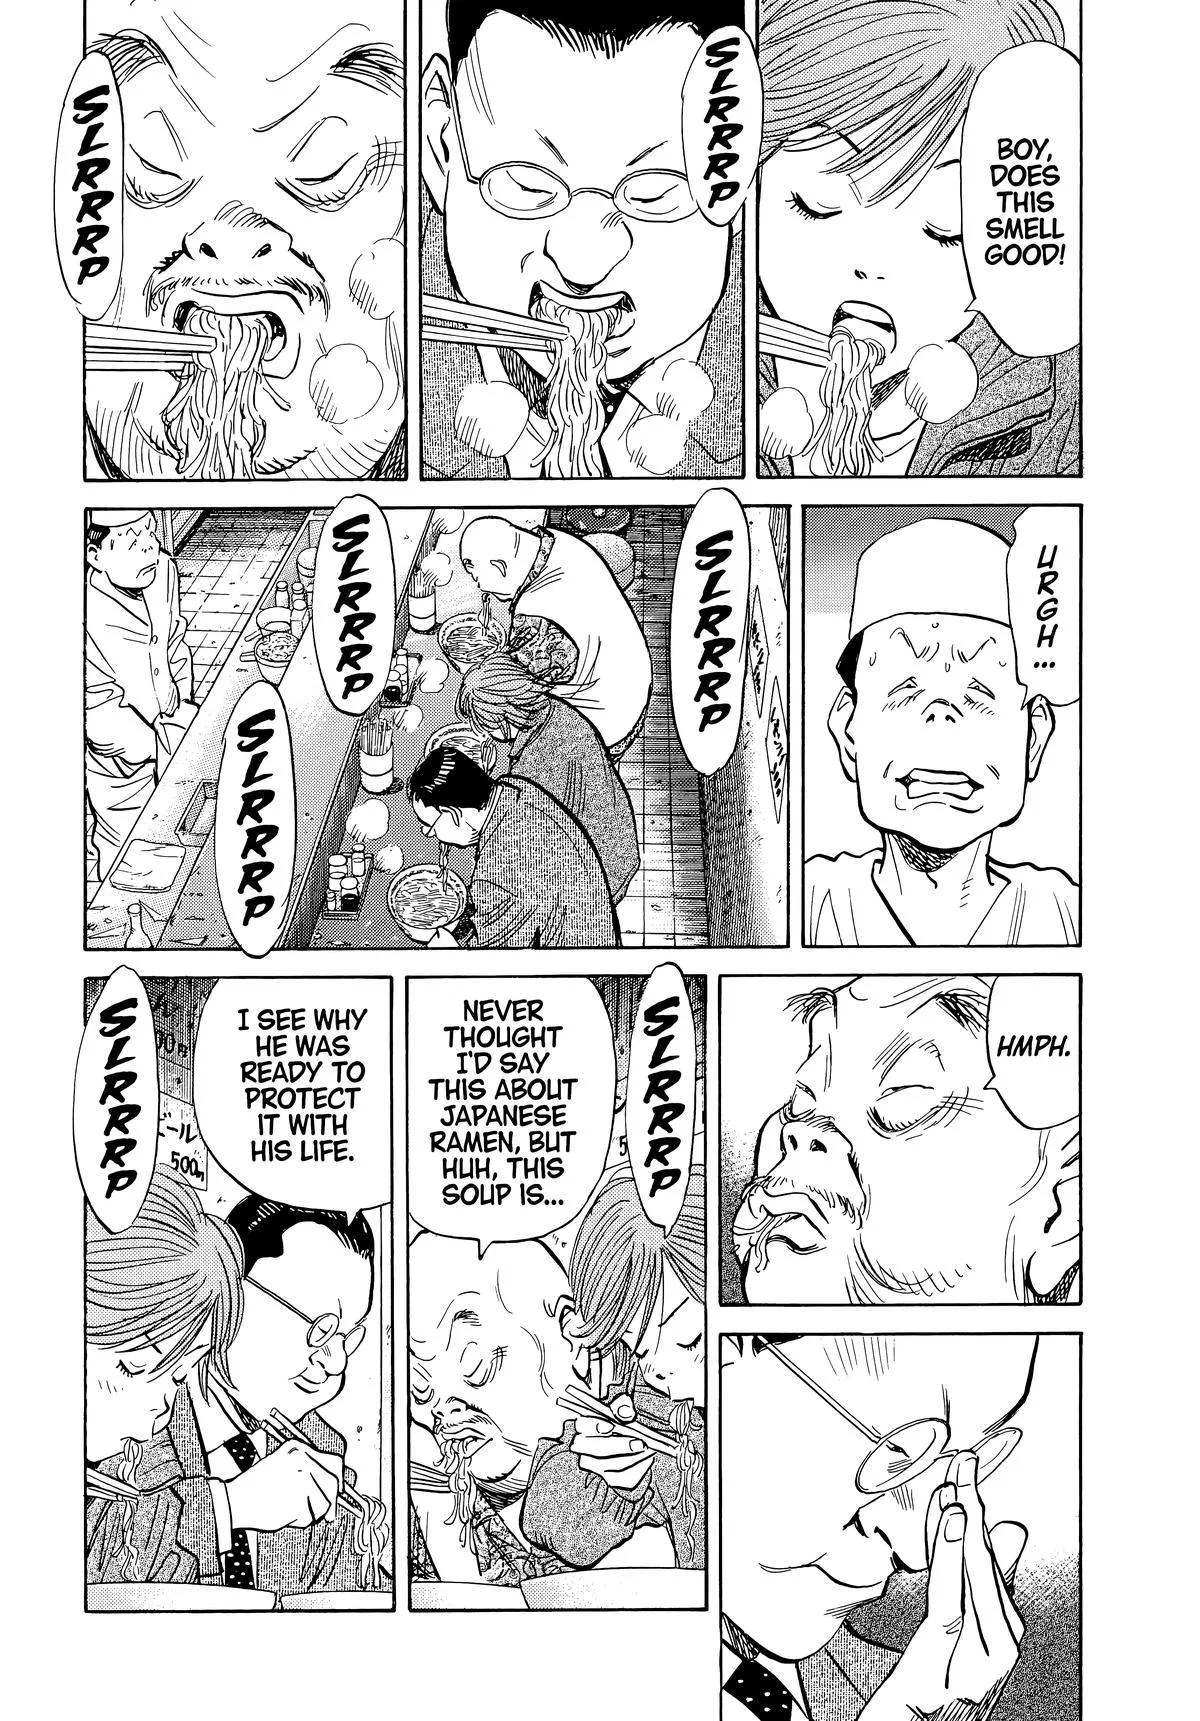 BOY,
DOES
THIS
SMELL
GOOD!
SLRRRP
SLRRRP
URGH...
SLRRRP
SLRRRP
SLRRRP
HMPH.
SLRRRP
NEVER
THOUGHT
I'D SAY
THIS ABOUT
JAPANESE
RAMEN, BUT
HUH, THIS
SOUP IS...
I SEE WHY
HE WAS
READY TO
PROTECT
IT WITH
HIS LIFE.
SLRRRP
ビール
500円